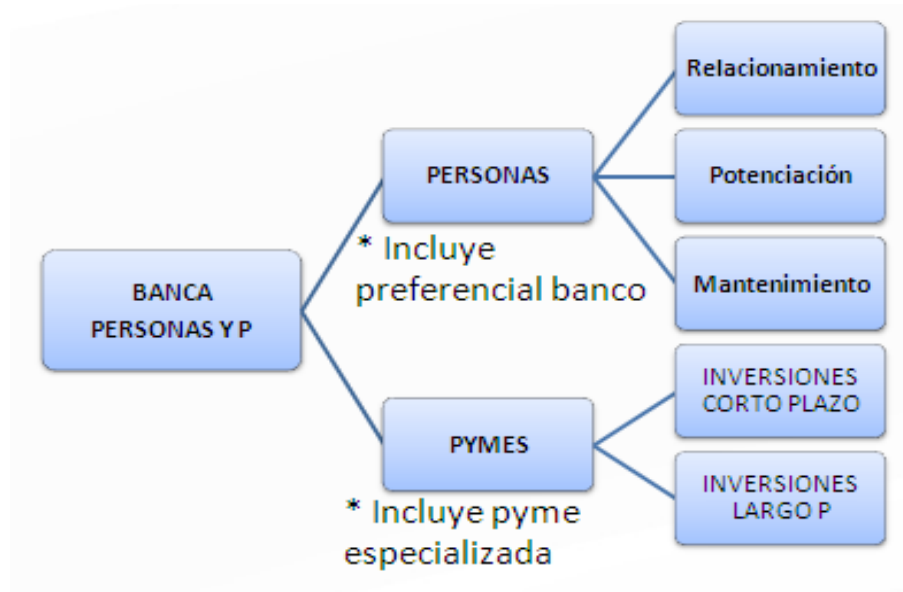 BANCA
PERSONAS Y P
PERSONAS
* Incluye
preferencial banco
Relacionamiento
Potenciación
Mantenimiento
PYMES
* Incluye pyme
especializada
INVERSIONES
CORTO PLAZO
INVERSIONES
LARGO P